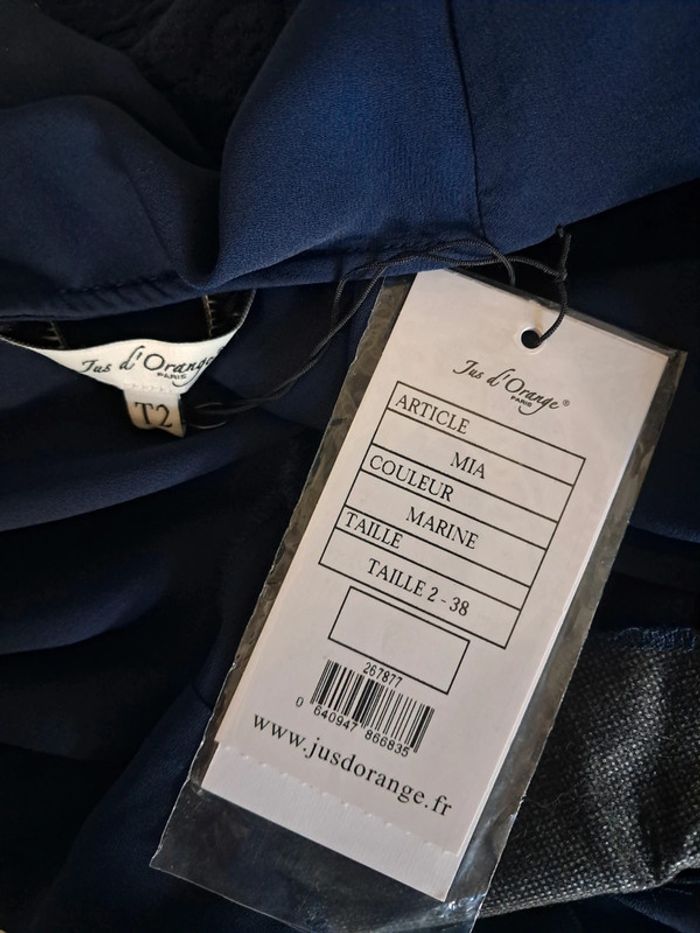 Jus d'Orange
PARIS
T2
Jus d'Orange®
PARIS
ARTICLE
MIA
COULEUR
MARINE
TAILLE
TAILLE 2 - 38
267877
0 640947 866835
www.jusdorange.fr